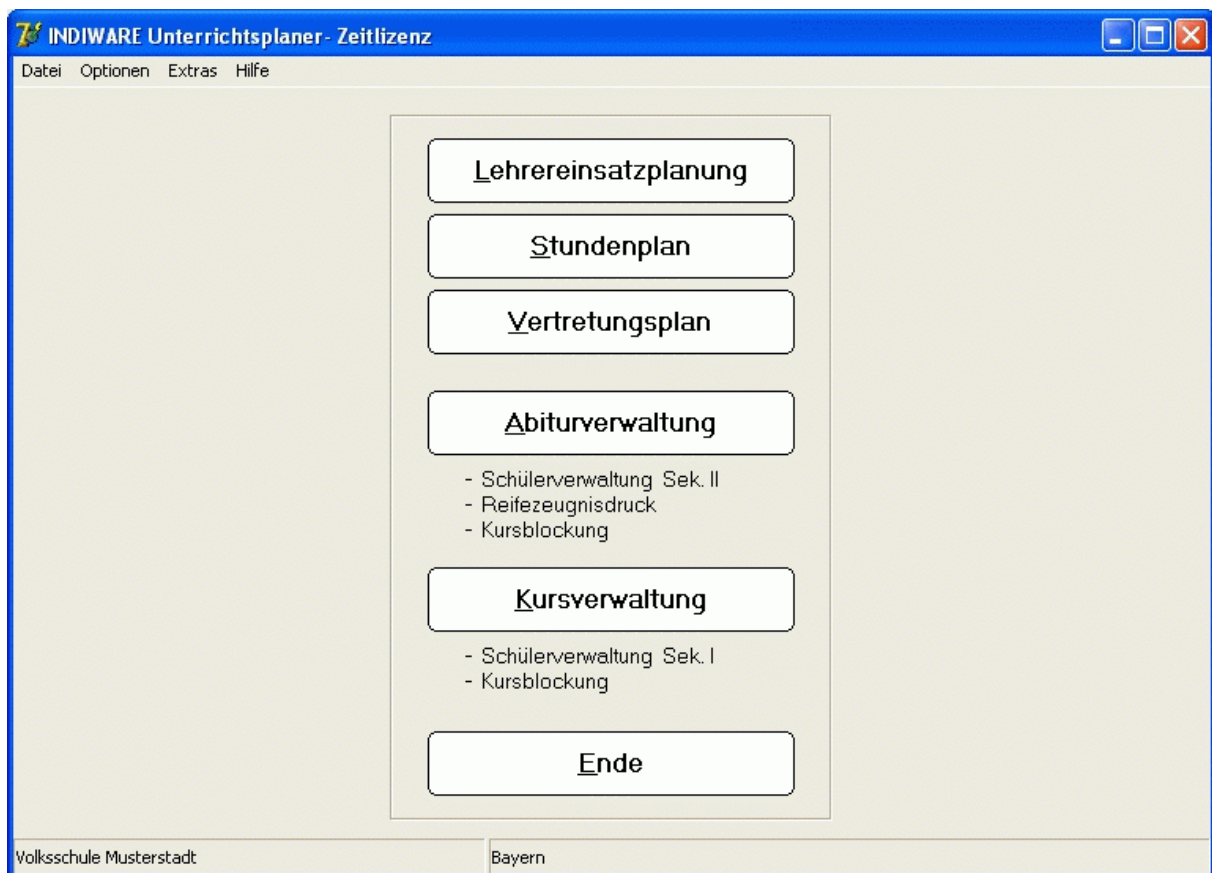 INDIWARE Unterrichtsplaner- Zeitlizenz
Datei Optionen Extras Hilfe
Lehrereinsatzplanung
Stundenplan
Vertretungsplan
Abiturverwaltung
- Schülerverwaltung Sek. II
- Reifezeugnisdruck
- Kursblockung
Kursverwaltung
- Schülerverwaltung Sek. I
- Kursblockung
Ende
Volksschule Musterstadt Bayern